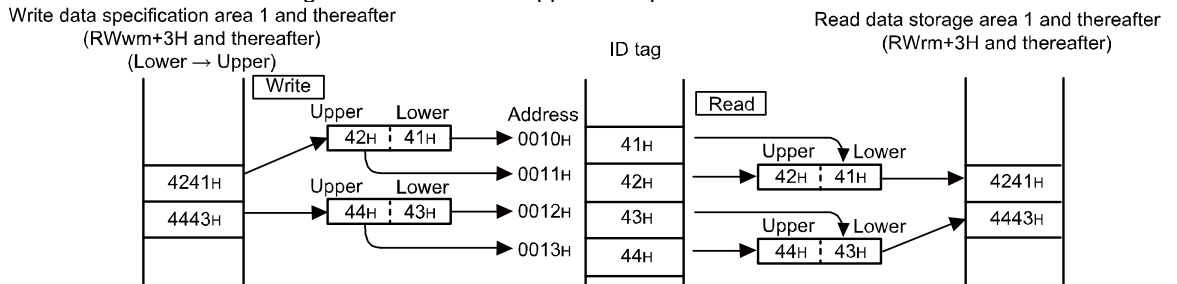 Write data specification area 1 and thereafter
(RWwm+3H and thereafter)
(Lower → Upper)
Read data storage area 1 and thereafter
(RWrm+3H and thereafter)
ID tag
Write
Read
Upper Lower Address
42H 41H 0010H 41H
Upper Lower
0011H 42H 42H 41H
4241H 4241H
Upper Lower
44H 43H 0012H 43H
4443H 4443H
Upper Lower
0013H 44H 44H 43H